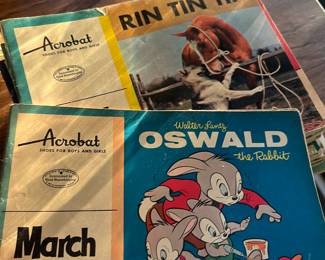 Acrobat
SHOES FOR BOYS AND GIRLS
RIN TIN TIN
Acrobat
SHOES FOR BOYS AND GIRLS
March
Walter Lantz
OSWALD
the Rabbit